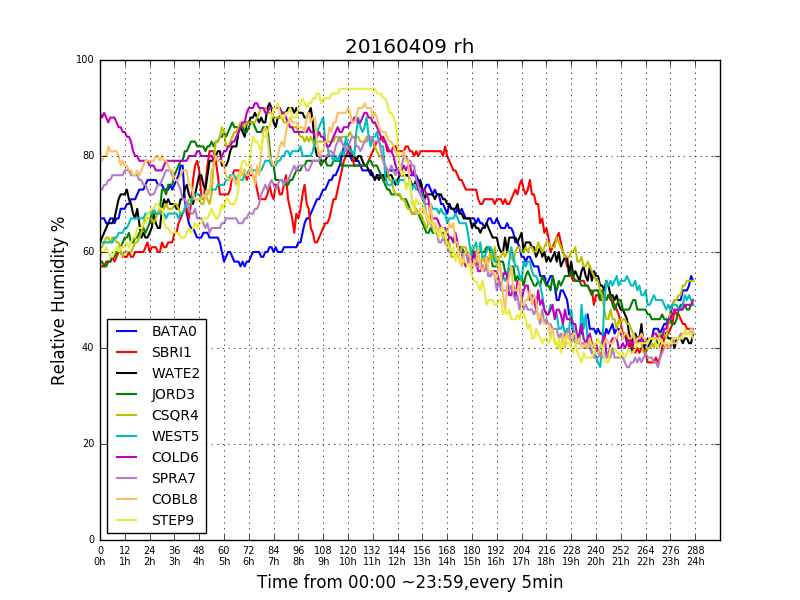 20160409 rh
Relative Humidity %
100
80
60
40
20
0
BATA0
SBRI1
WATE2
JORD3
CSQR4
WEST5
COLD6
SPRA7
COBL8
STEP9
0 12 24 36 48 60 72 84 96 108 120 132 144 156 168 180 192 204 216 228 240 252 264 276 288
0h 1h 2h 3h 4h 5h 6h 7h 8h 9h 10h 11h 12h 13h 14h 15h 16h 17h 18h 19h 20h 21h 22h 23h 24h
Time from 00:00 ~23:59,every 5min